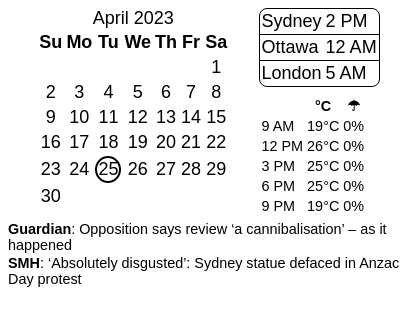 April 2023
Su Mo Tu We Th Fr Sa
1
2 3 4 5 6 7 8
9 10 11 12 13 14 15
16 17 18 19 20 21 22
23 24 25 26 27 28 29
30
Sydney 2 PM
Ottawa 12 AM
London 5 AM
°C ☂
9 AM 19°C 0%
12 PM 26°C 0%
3 PM 25°C 0%
6 PM 25°C 0%
9 PM 19°C 0%
Guardian: Opposition says review ‘a cannibalisation’ – as it
happened
SMH: ‘Absolutely disgusted’: Sydney statue defaced in Anzac
Day protest